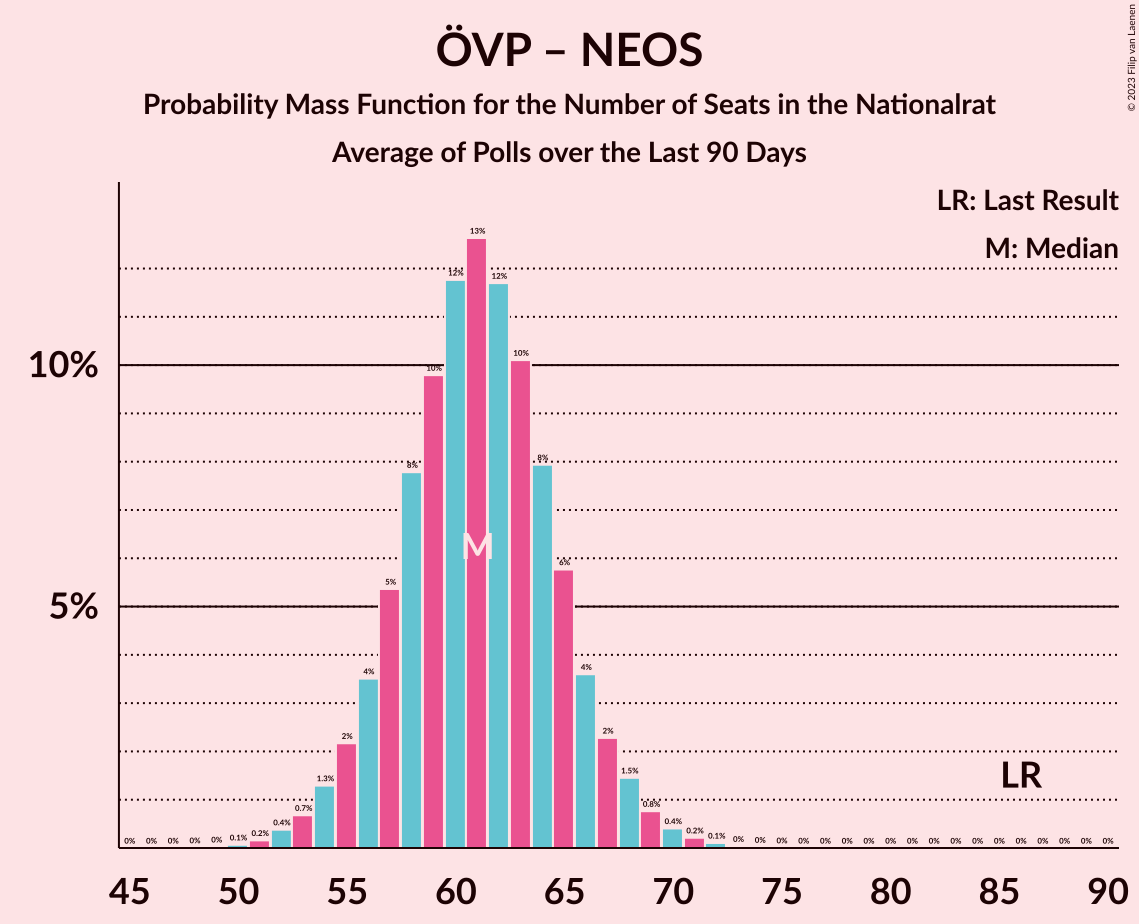 ÖVP – NEOS
Probability Mass Function for the Number of Seats in the Nationalrat
Average of Polls over the Last 90 Days
© 2023 Filip van Laenen
LR: Last Result
M: Median
10%
5%
0% 0% 0% 0% 0% 0.1% 0.2% 0.4% 0.7% 1.3% 2% 4% 5% 8% 10% 12% 13% 12% 10% 8% 6% 4% 2% 1.5% 0.8% 0.4% 0.2% 0.1% 0% 0% 0% 0% 0% 0% 0% 0% 0% 0% 0% 0% 0% 0% 0% 0% 0% 0%
M
LR
45 50 55 60 65 70 75 80 85 90